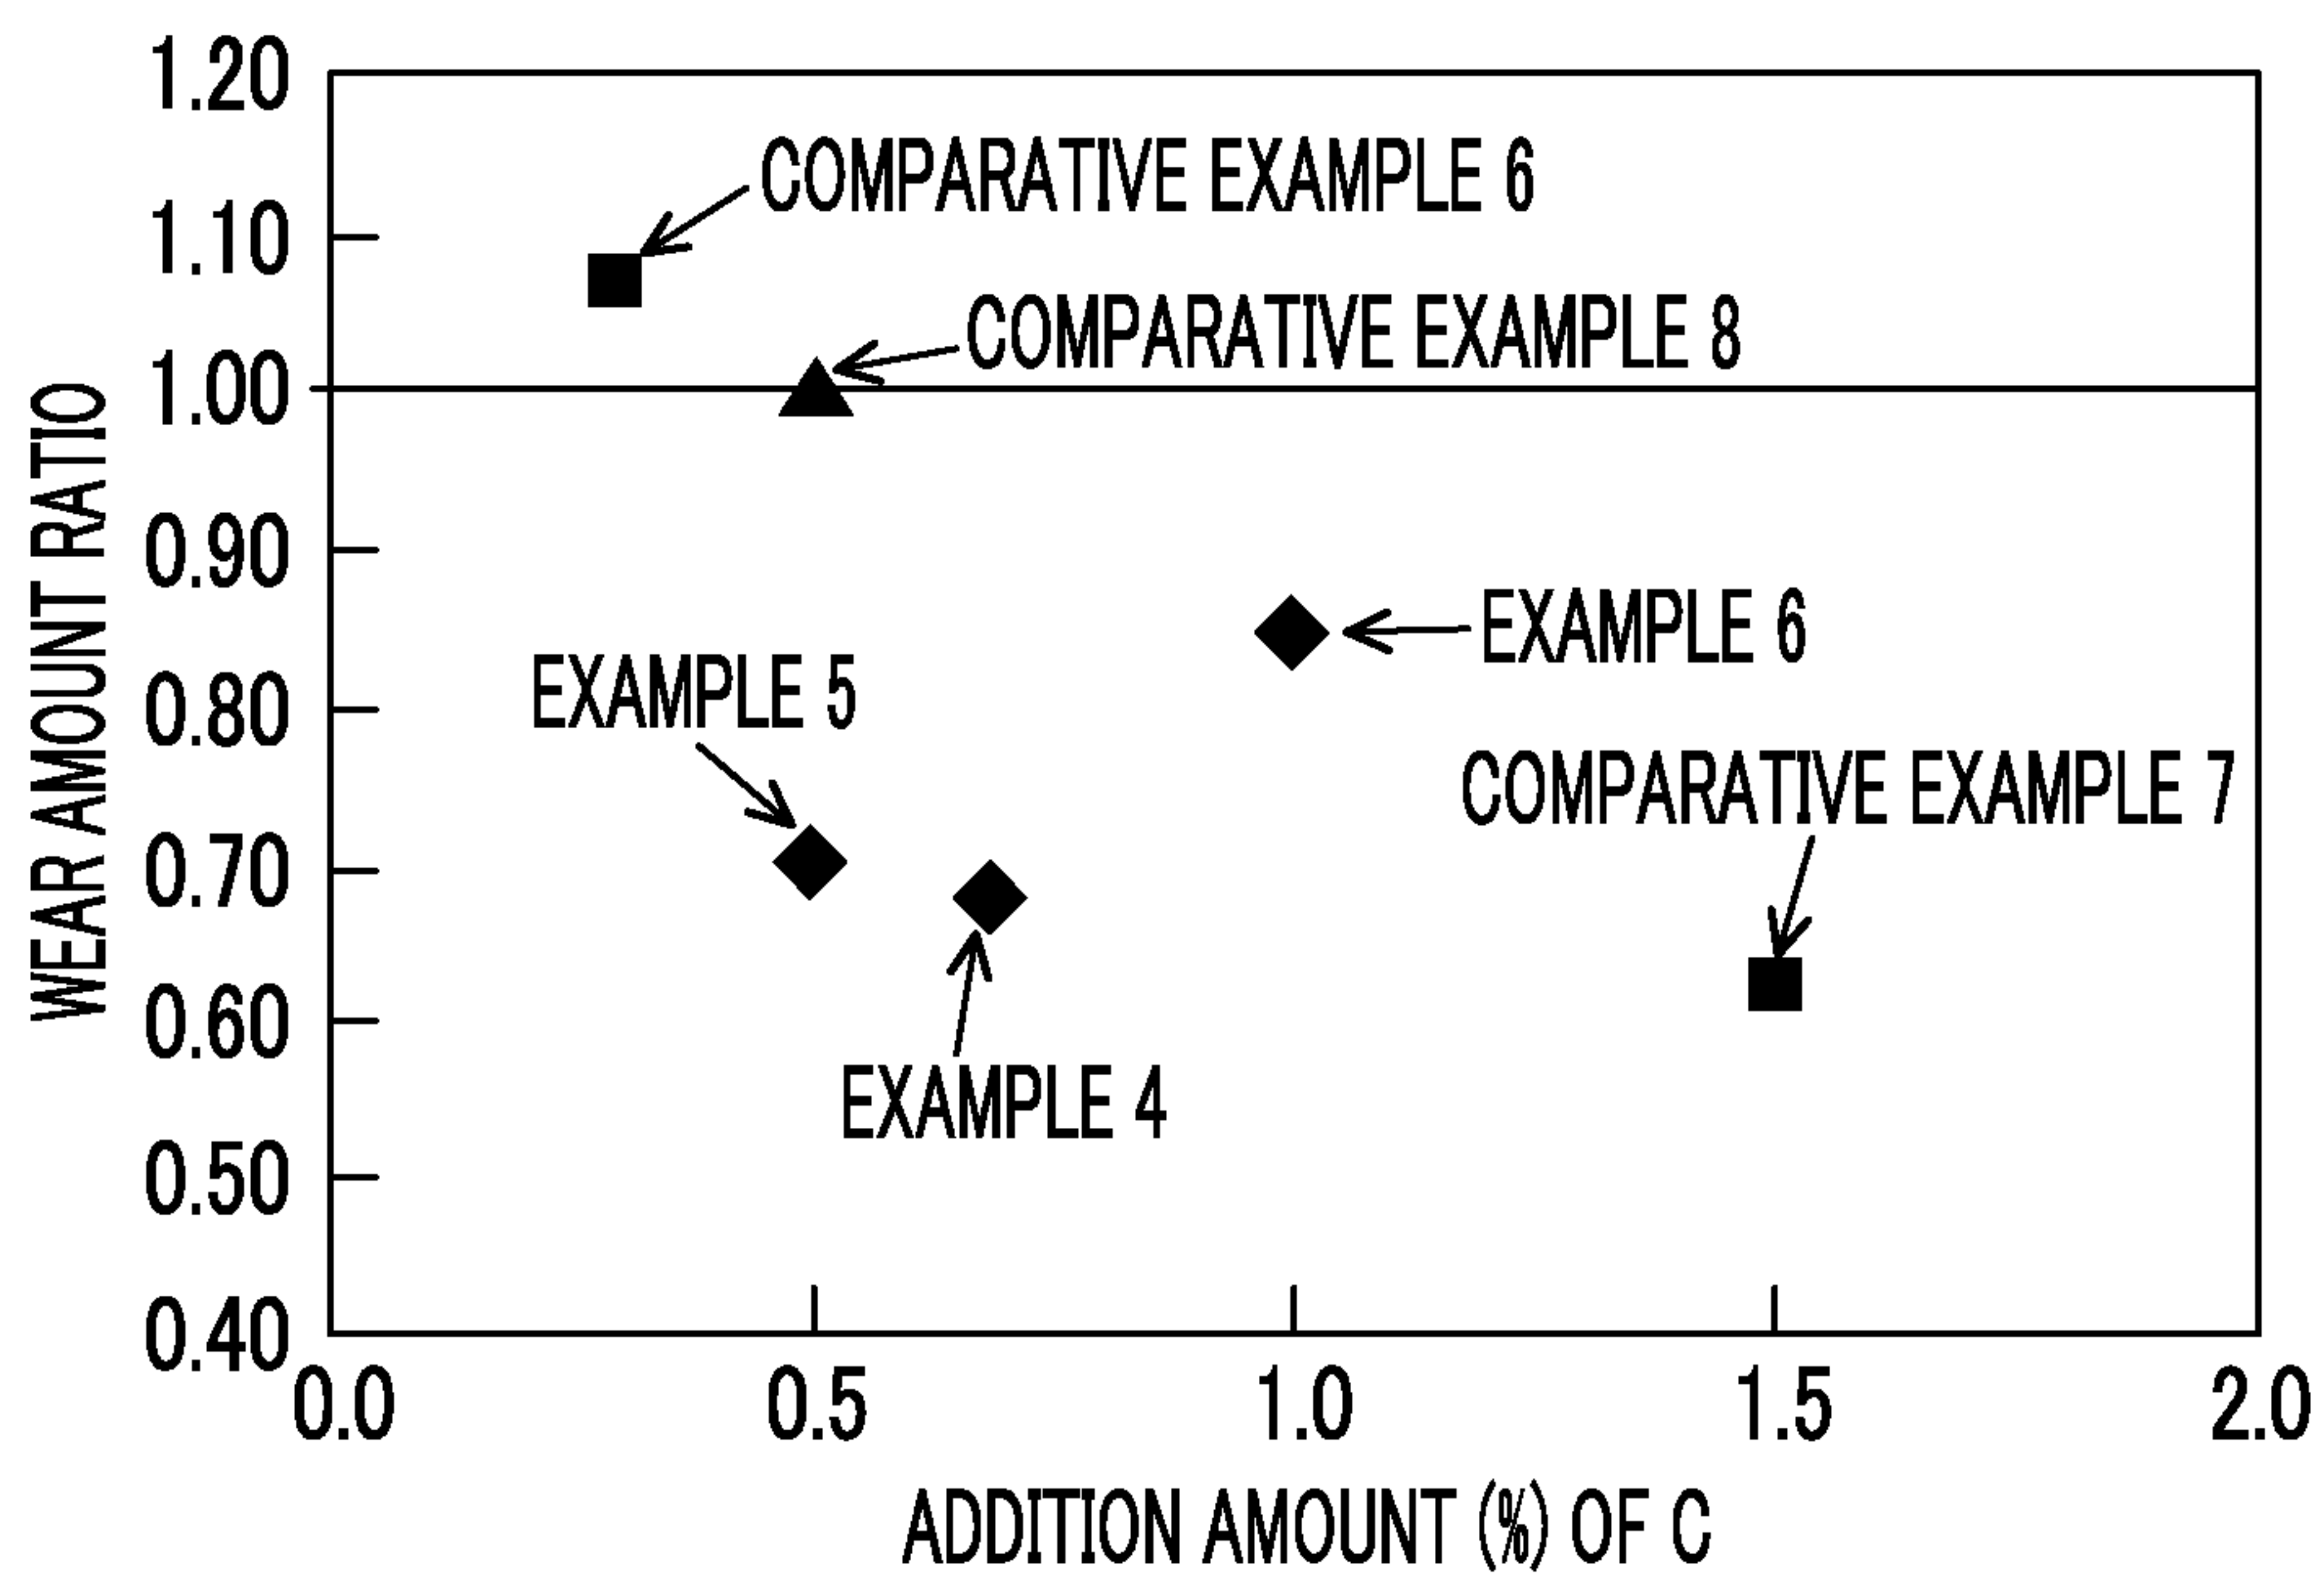 1.20
COMPARATIVE EXAMPLE 6
1.10
COMPARATIVE EXAMPLE 8
1.00
WEAR AMOUNT RATIO
0.90
EXAMPLE 6
EXAMPLE 5
0.80
COMPARATIVE EXAMPLE 7
0.70
0.60
EXAMPLE 4
0.50
0.40
0.0 0.5 1.0 1.5 2.0
ADDITION AMOUNT (%) OF C